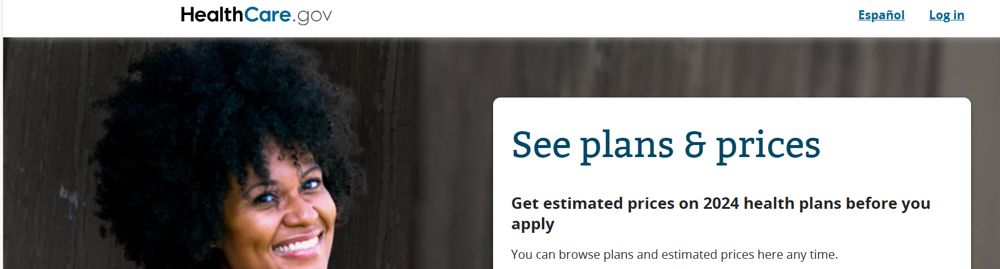 HealthCare.gov
Español
Log in
See plans & prices
Get estimated prices on 2024 health plans before you
apply
You can browse plans and estimated prices here any time.